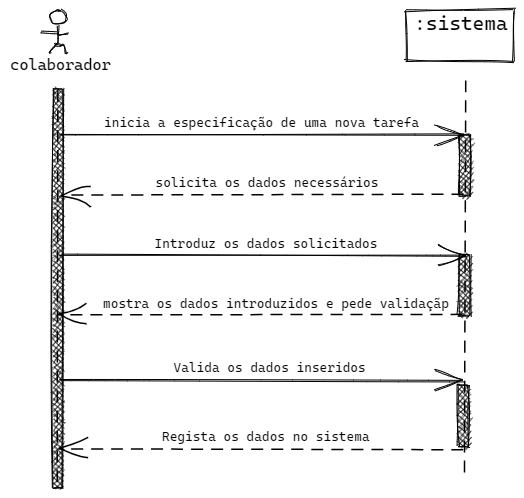 :sistema
colaborador
inicia a especificação de uma nova tarefa
solicita os dados necessários
Introduz os dados solicitados
mostra os dados introduzidos e pede validaçãp
Valida os dados inseridos
Regista os dados no sistema